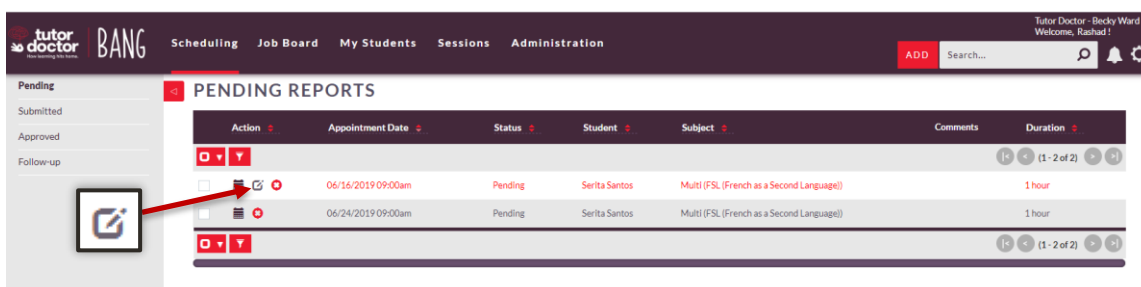 tutor doctor BANG
How learning hits home.
Scheduling Job Board My Students Sessions Administration
Tutor Doctor - Becky Ward
Welcome, Rashad !
ADD Search...
Pending
Submitted
Approved
Follow-up
PENDING REPORTS
Action Appointment Date Status Student Subject Comments Duration
(1 - 2 of 2)
06/16/2019 09:00am Pending Serita Santos Multi (FSL (French as a Second Language)) 1 hour
06/24/2019 09:00am Pending Serita Santos Multi (FSL (French as a Second Language)) 1 hour
(1 - 2 of 2)